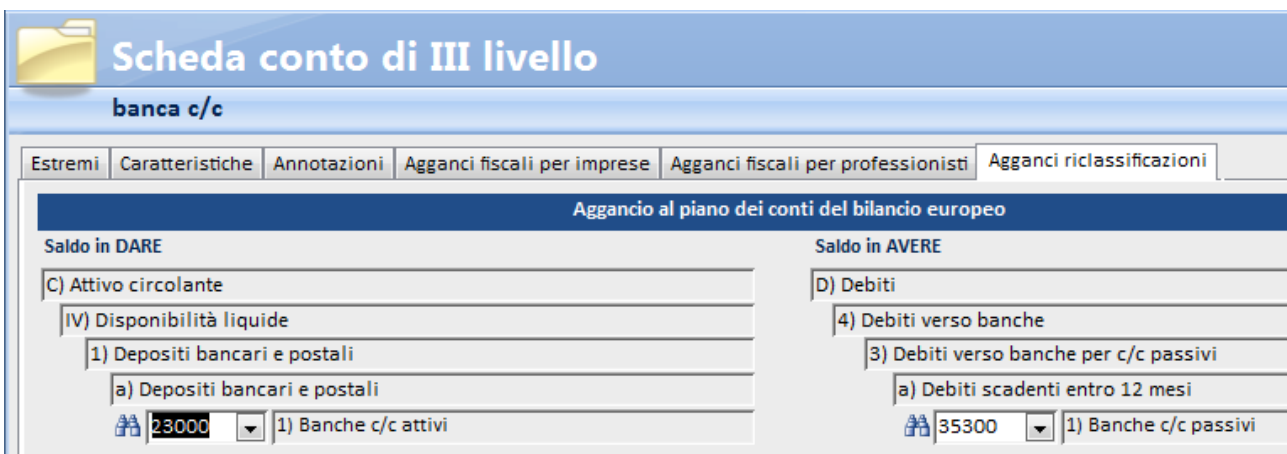 Scheda conto di III livello
banca c/c
Estremi Caratteristiche Annotazioni Agganci fiscali per imprese Agganci fiscali per professionisti Agganci riclassificazioni
Aggancio al piano dei conti del bilancio europeo
Saldo in DARE Saldo in AVERE
C) Attivo circolante D) Debiti
IV) Disponibilità liquide 4) Debiti verso banche
1) Depositi bancari e postali 3) Debiti verso banche per c/c passivi
a) Depositi bancari e postali a) Debiti scadenti entro 12 mesi
23000 1) Banche c/c attivi 35300 1) Banche c/c passivi